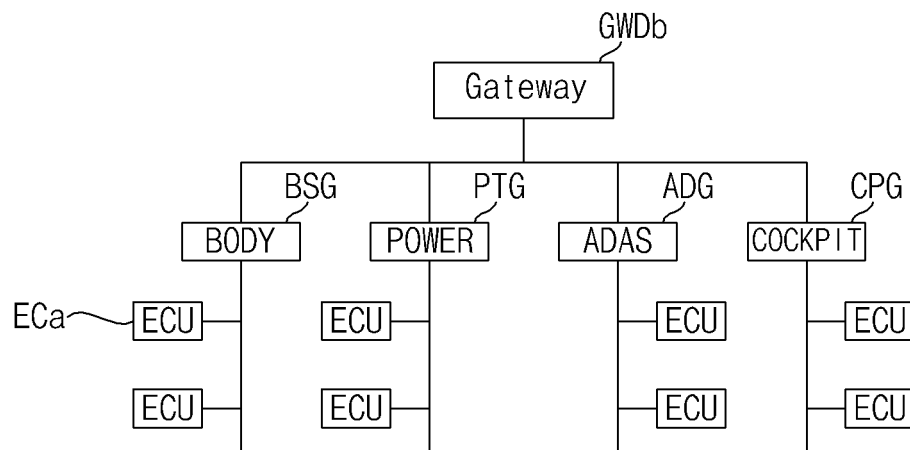 GWDb
Gateway
BSG PTG ADG CPG
BODY POWER ADAS COCKPIT
ECa ECU ECU ECU ECU
ECU ECU ECU ECU